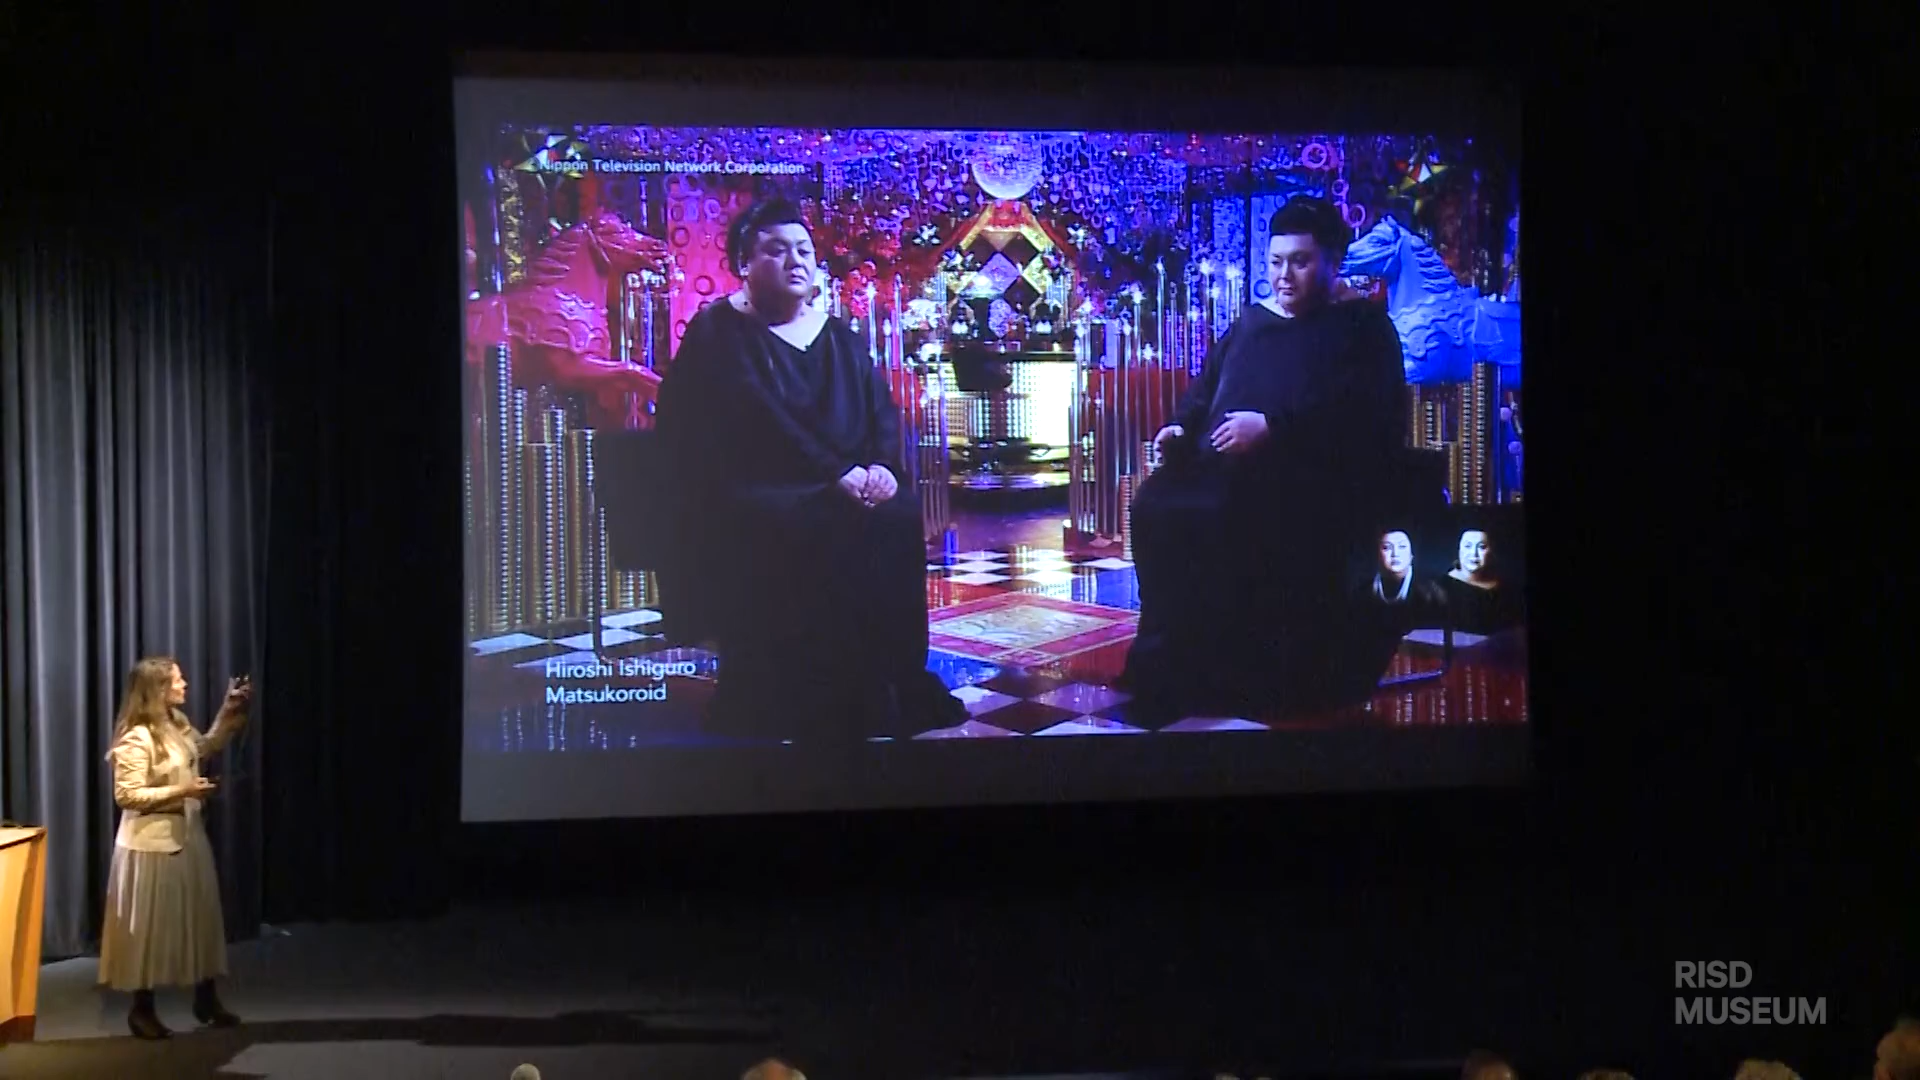 Nippon Television Network Corporation
Hiroshi Ishiguro
Matsukoroid
RISD
MUSEUM